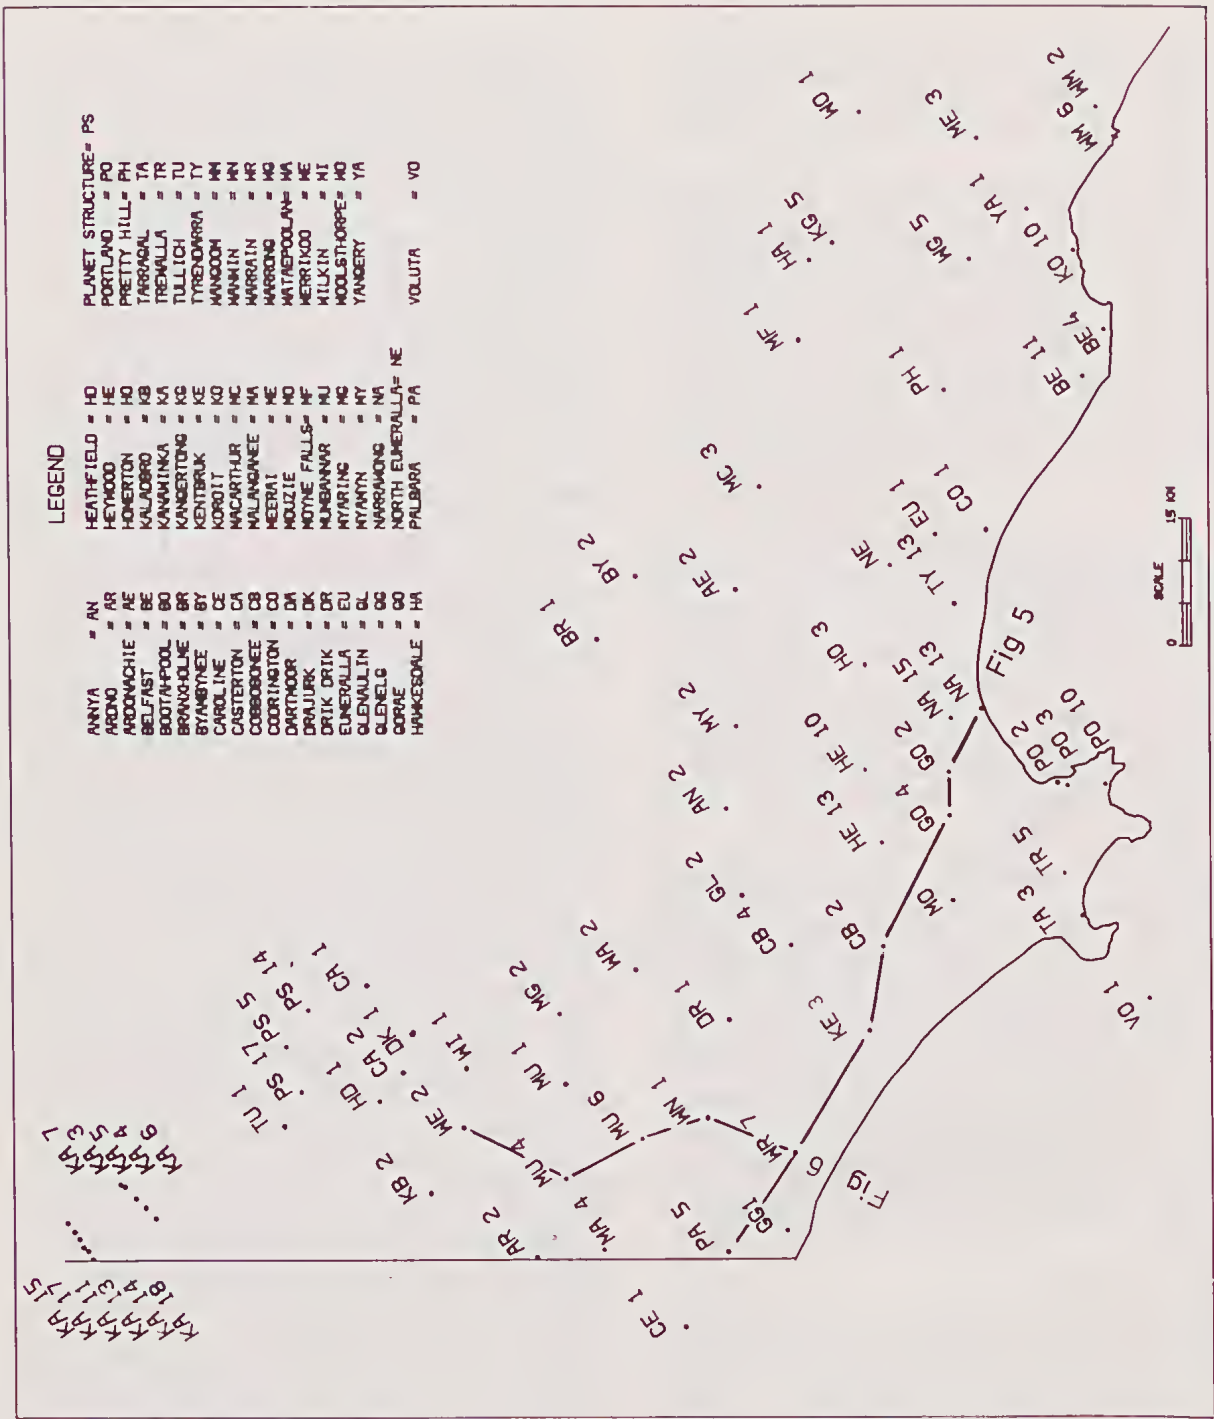 LEGEND
ANNYA = AN
ARDNO = AR
ARDONACHIE = AE
BELFAST = BE
BOOTAHPOOL = BO
BRANXHOLME = BR
BYAMBYNEE = BY
CAROLINE = CE
CASTERTON = CA
COBBOBONEE = CB
CODRINGTON = CO
DARTMOOR = DA
DRAJURK = DK
DRIK DRIK = DR
EUMERALLA = EU
GLENAULIN = GL
GLENELG = GG
GORAE = GO
HAWKESDALE = HA
HEATHFIELD = HD
HEYWOOD = HE
HOMERTON = HO
KALADBRO = KB
KANAWINKA = KA
KANGERTONG = KG
KENTBRUK = KE
KOROIT = KO
MACARTHUR = MC
MALANGANEE = MA
MEERAI = ME
MOUZIE = MO
MOYNE FALLS= MF
MUMBANNAR = MU
MYARING = MG
MYAMYN = MY
NARRAWONG = NA
NORTH EUMERALLA= NE
PALBARA = PA
PLANET STRUCTURE= PS
PORTLAND = PO
PRETTY HILL= PH
TARRAGAL = TA
TREWALLA = TR
TULLICH = TU
TYRENDARRA = TY
WANGOOM = WM
WANWIN = WN
WARRAIN = WR
WARRONG = WG
WATAEPOOLAN= WA
WERRIKOO = WE
WILKIN = WI
WOOLSTHORPE= WO
YANGERY = YA
VOLUTA = VO
KA 7
KA 3
KA 5
KA 4
KA 6
KA 15
KA 17
KA 11
KA 13
KA 14
KA 18
TU 1
PS 17
PS 5
PS 14
HD 1
CA 2
DK 1
CA 1
KB 2
WE 2
WI 1
AR 2
MU 4
MU 1
MG 2
MA 4
MU 6
WA 2
BR 1
BY 2
CE 1
PA 5
WN 1
DR 1
CB 4
GL 2
AN 2
MY 2
AE 2
MC 3
MF 1
HA 1
KG 5
WO 1
GG1
WR 7
KE 3
CB 2
HE 13
HE 10
HO 3
NE
PH 1
WG 5
ME 3
Fig 6
MO
GO 4
GO 2
NA 15
NA 13
TY 13
EU 1
CO 1
BE 11
BE 4
KO 10
YA 1
WM 6
WM 2
Fig 5
VO 1
TA 3
TR 5
PO 2
PO 3
PO 10
SCALE
0 15 KM